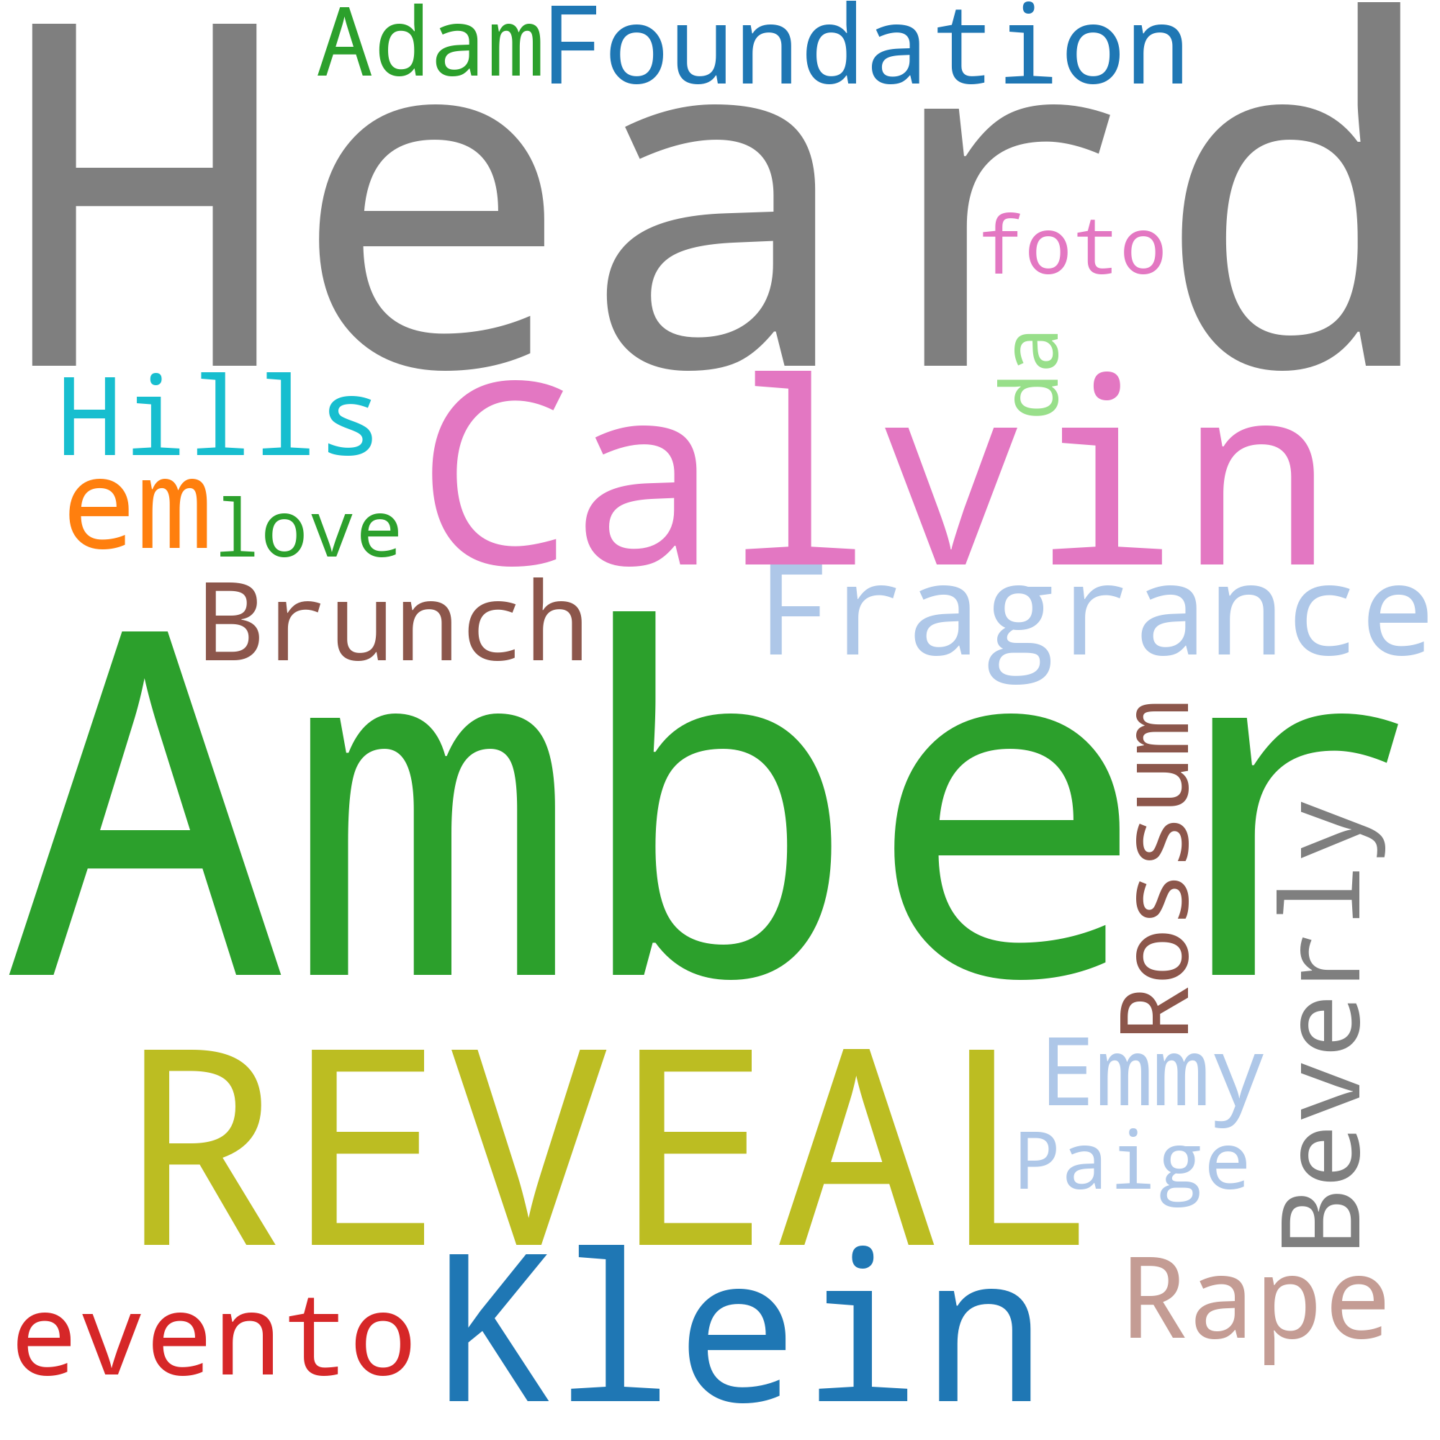 Adam
Foundation
Heard
foto
da
Hills
Calvin
em
love
Brunch
Fragrance
Amber
Rossum
Beverly
REVEAL
Emmy
Paige
Klein
Rape
evento